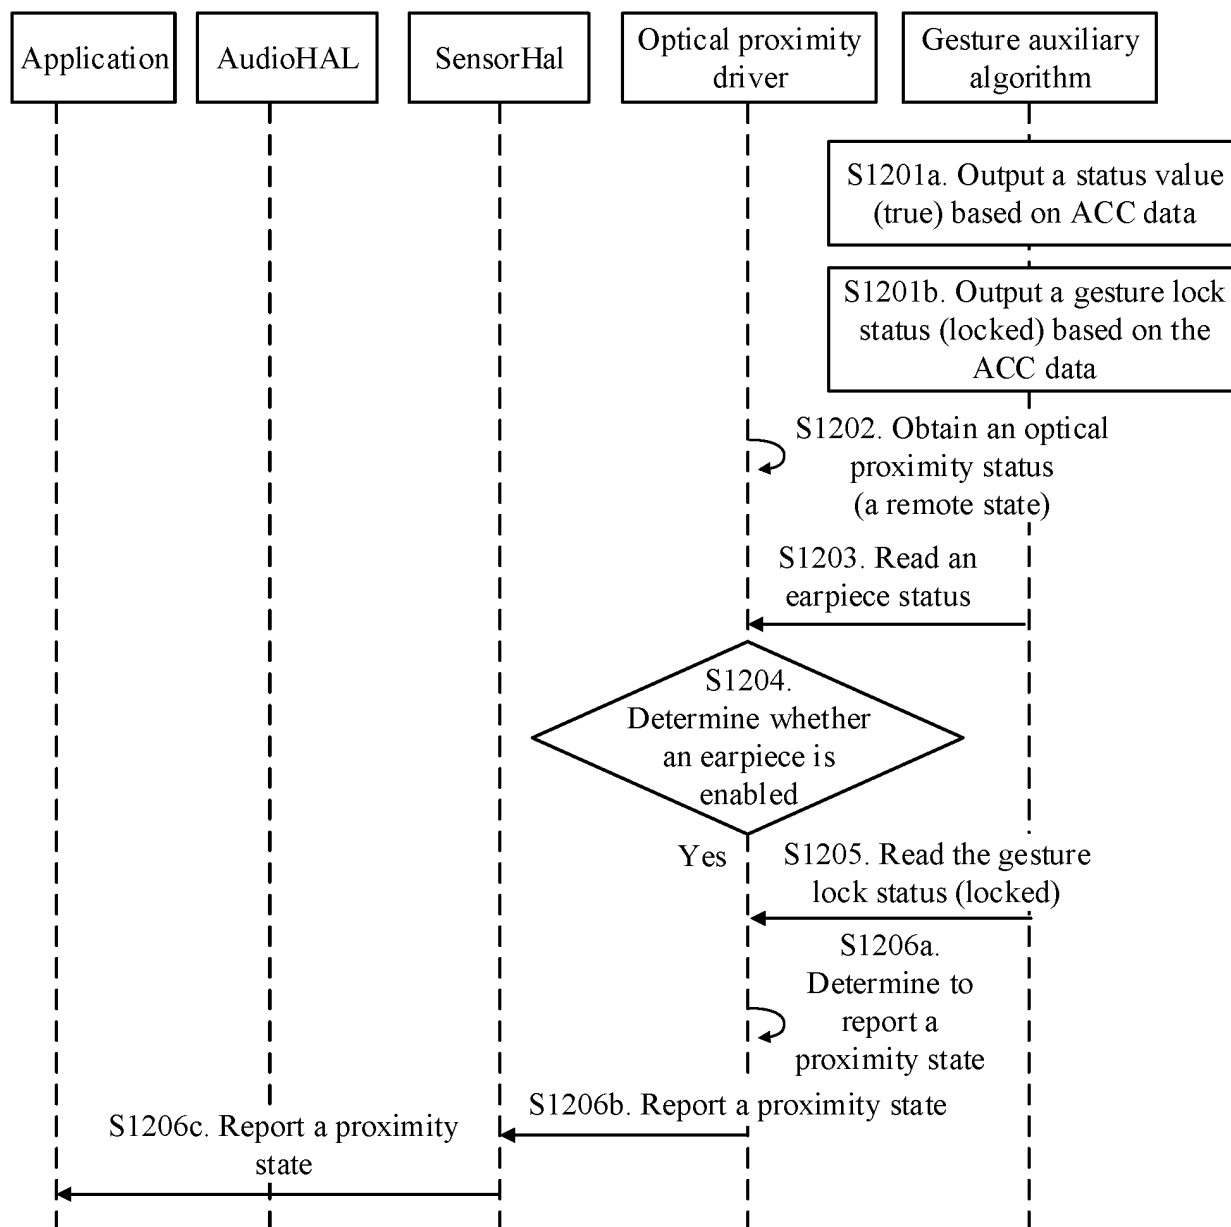 Application
AudioHAL
SensorHal
Optical proximity
driver
Gesture auxiliary
algorithm
S1201a. Output a status value
(true) based on ACC data
S1201b. Output a gesture lock
status (locked) based on the
ACC data
S1202. Obtain an optical
proximity status
(a remote state)
S1203. Read an
earpiece status
S1204.
Determine whether
an earpiece is
enabled
Yes
S1205. Read the gesture
lock status (locked)
S1206a.
Determine to
report a
proximity state
S1206b. Report a proximity state
S1206c. Report a proximity
state